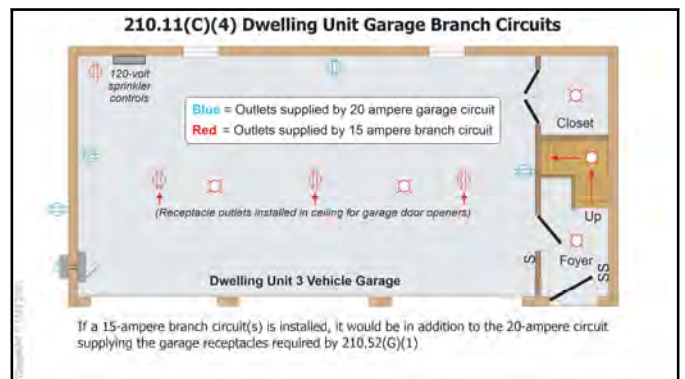 210.11(C)(4) Dwelling Unit Garage Branch Circuits
120-volt
sprinkler
controls
Blue = Outlets supplied by 20 ampere garage circuit
Red = Outlets supplied by 15 ampere branch circuit
Closet
Up
(Receptacle outlets installed in ceiling for garage door openers)
S
Foyer
SS
Dwelling Unit 3 Vehicle Garage
If a 15-ampere branch circuit(s) is installed, it would be in addition to the 20-ampere circuit
supplying the garage receptacles required by 210.52(G)(1)